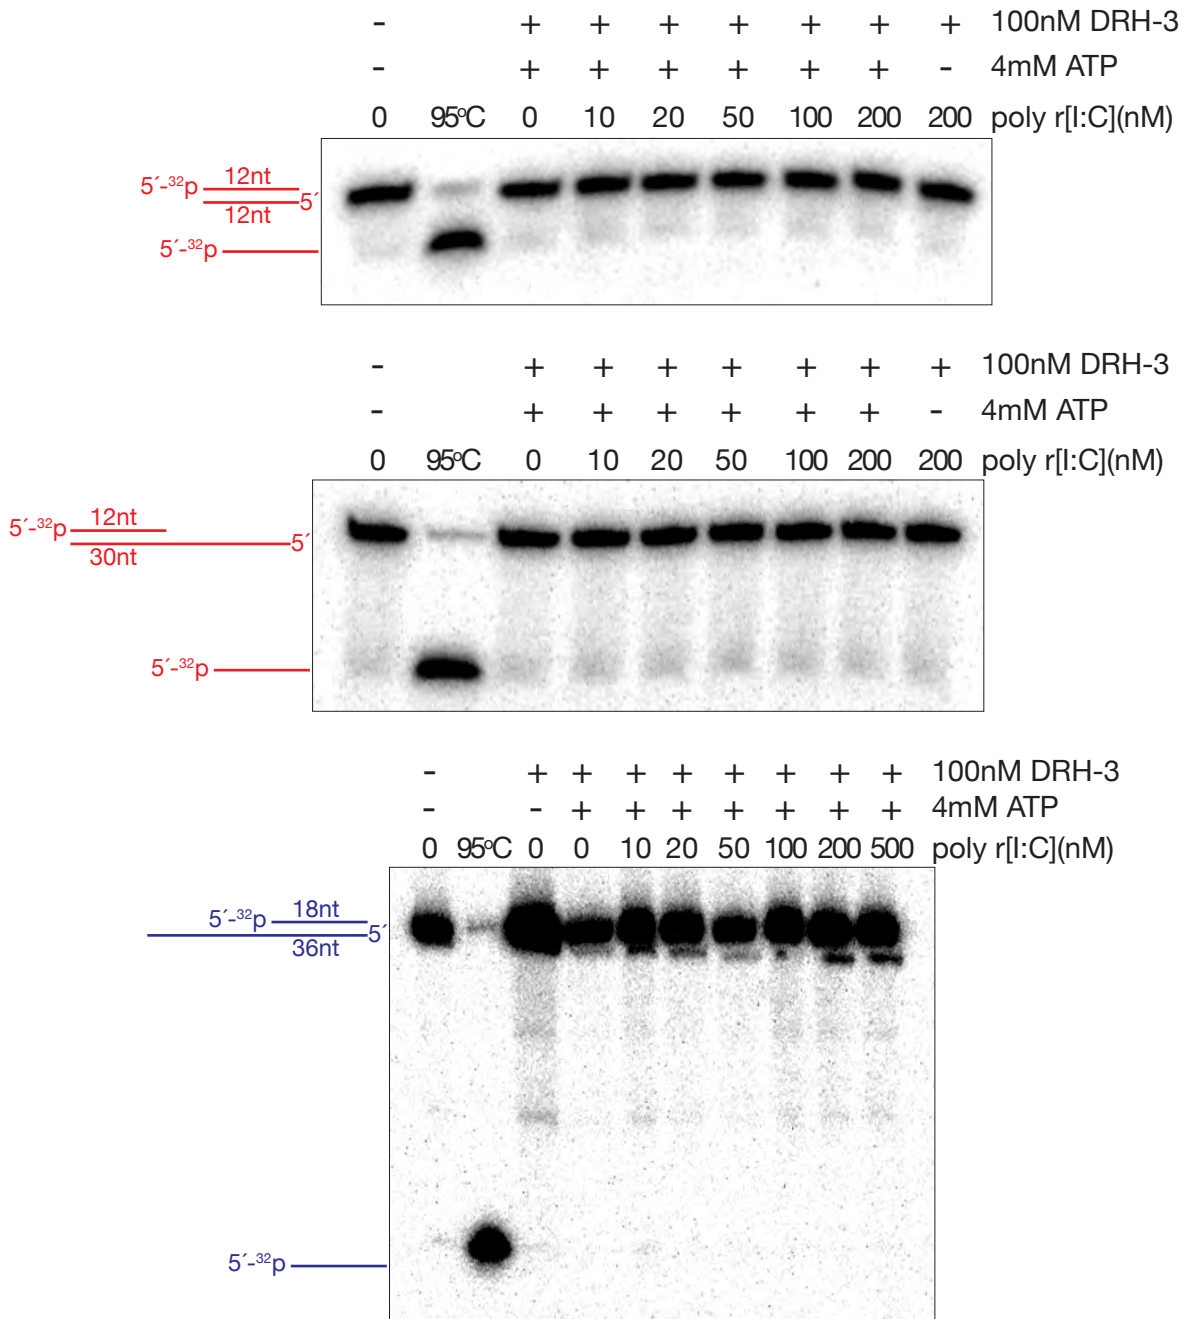 - + + + + + + + 100nM DRH-3
- + + + + + + - 4mM ATP
0 95ºC 0 10 20 50 100 200 200 poly r[I:C](nM)
5´-³²p 12nt 5´
12nt
5´-³²p
- + + + + + + + 100nM DRH-3
- + + + + + + - 4mM ATP
0 95ºC 0 10 20 50 100 200 200 poly r[I:C](nM)
5´-³²p 12nt 5´
30nt
5´-³²p
- + + + + + + + + 100nM DRH-3
- - + + + + + + + 4mM ATP
0 95ºC 0 0 10 20 50 100 200 500 poly r[I:C](nM)
5´-³²p 18nt 5´
36nt
5´-³²p